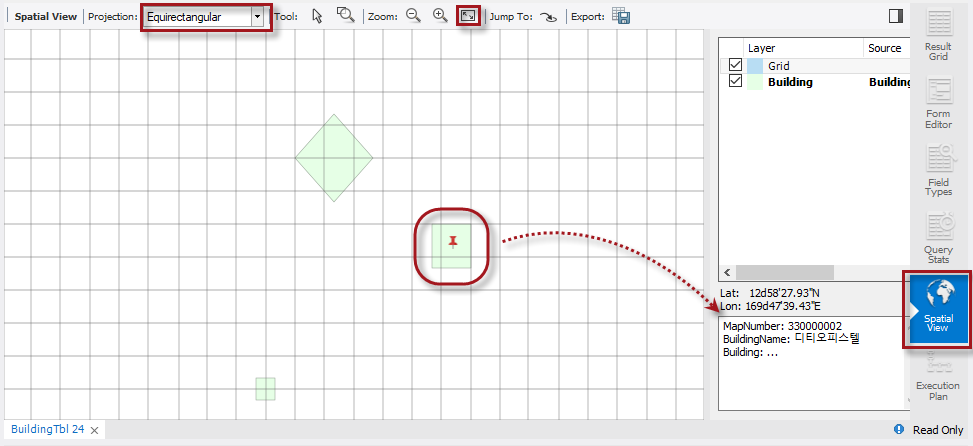 Spatial View Projection: Equirectangular Tool: Zoom: Jump To: Export:
Layer Source
Grid
Building Building
Lat: 12d58'27.93"N
Lon: 169d47'39.43"E
MapNumber: 330000002
BuildingName: 디티오피스텔
Building: ...
Result
Grid
Form
Editor
Field
Types
Query
Stats
Spatial
View
Execution
Plan
BuildingTbl 24
Read Only